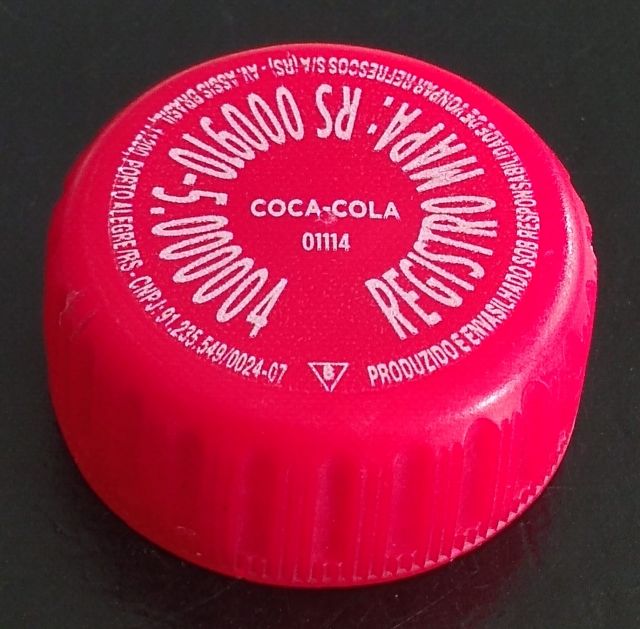 COCA-COLA
01114
REGISTRO MAPA: RS 000910-5.000004
PRODUZIDO E ENVASILHADO SOB RESPONSABILIDADE DE VONPAR REFRESCOS S/A (RS) - AV. ASSIS BRASIL, 11200 PORTO ALEGRE/RS - CNPJ: 91.235.549/0024-07